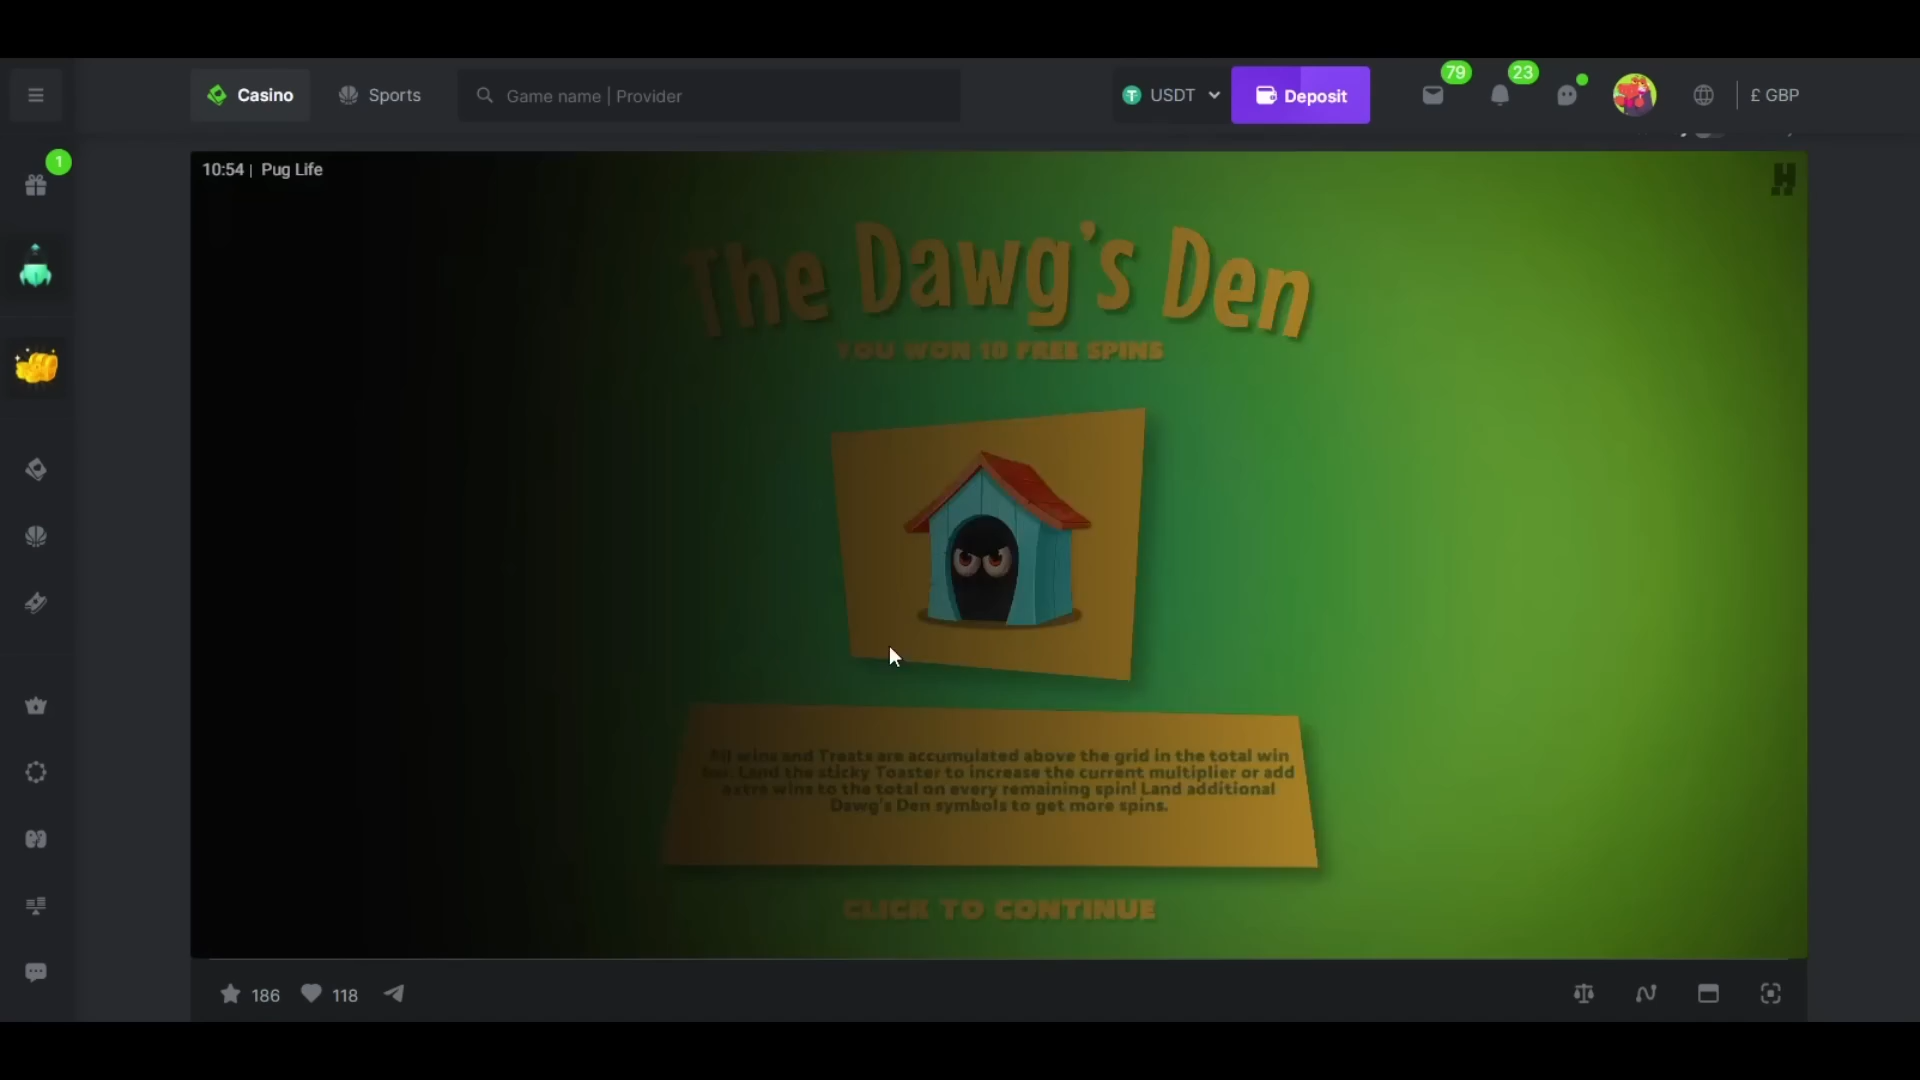 Casino
Sports
Game name | Provider
USDT
Deposit
79
23
£ GBP
1
10:54 | Pug Life
The Dawg's Den
YOU WON 10 FREE SPINS
All wins and Treats are accumulated above the grid in the total win
bar. Land the sticky Toaster to increase the current multiplier or add
extra wins to the total on every remaining spin! Land additional
Dawg's Den symbols to get more spins.
CLICK TO CONTINUE
186
118